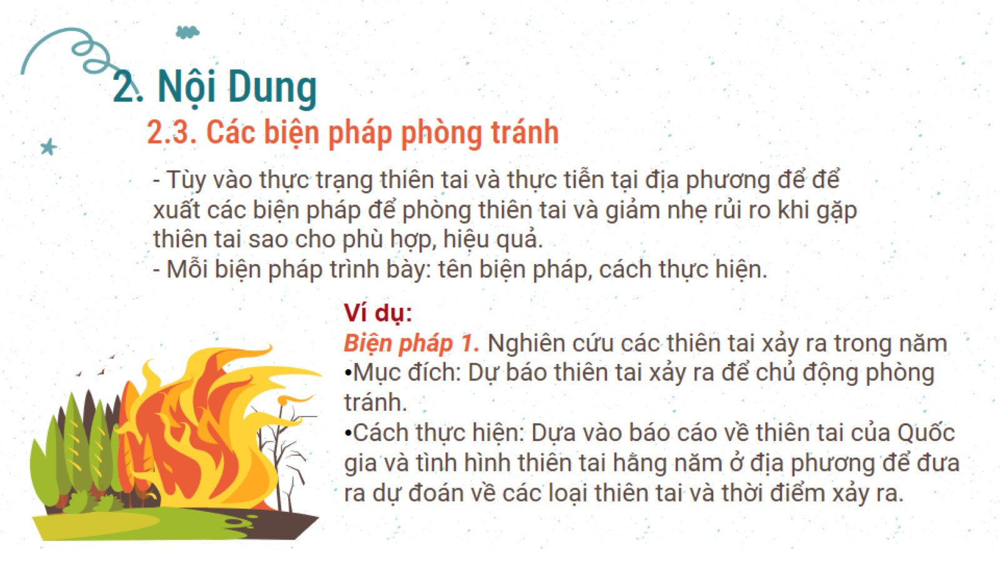 2. Nội Dung
2.3. Các biện pháp phòng tránh
- Tùy vào thực trạng thiên tai và thực tiễn tại địa phương để để
xuất các biện pháp để phòng thiên tai và giảm nhẹ rủi ro khi gặp
thiên tai sao cho phù hợp, hiệu quả.
- Mỗi biện pháp trình bày: tên biện pháp, cách thực hiện.
Ví dụ:
Biện pháp 1. Nghiên cứu các thiên tai xảy ra trong năm
•Mục đích: Dự báo thiên tai xảy ra để chủ động phòng
tránh.
•Cách thực hiện: Dựa vào báo cáo về thiên tai của Quốc
gia và tình hình thiên tai hằng năm ở địa phương để đưa
ra dự đoán về các loại thiên tai và thời điểm xảy ra.